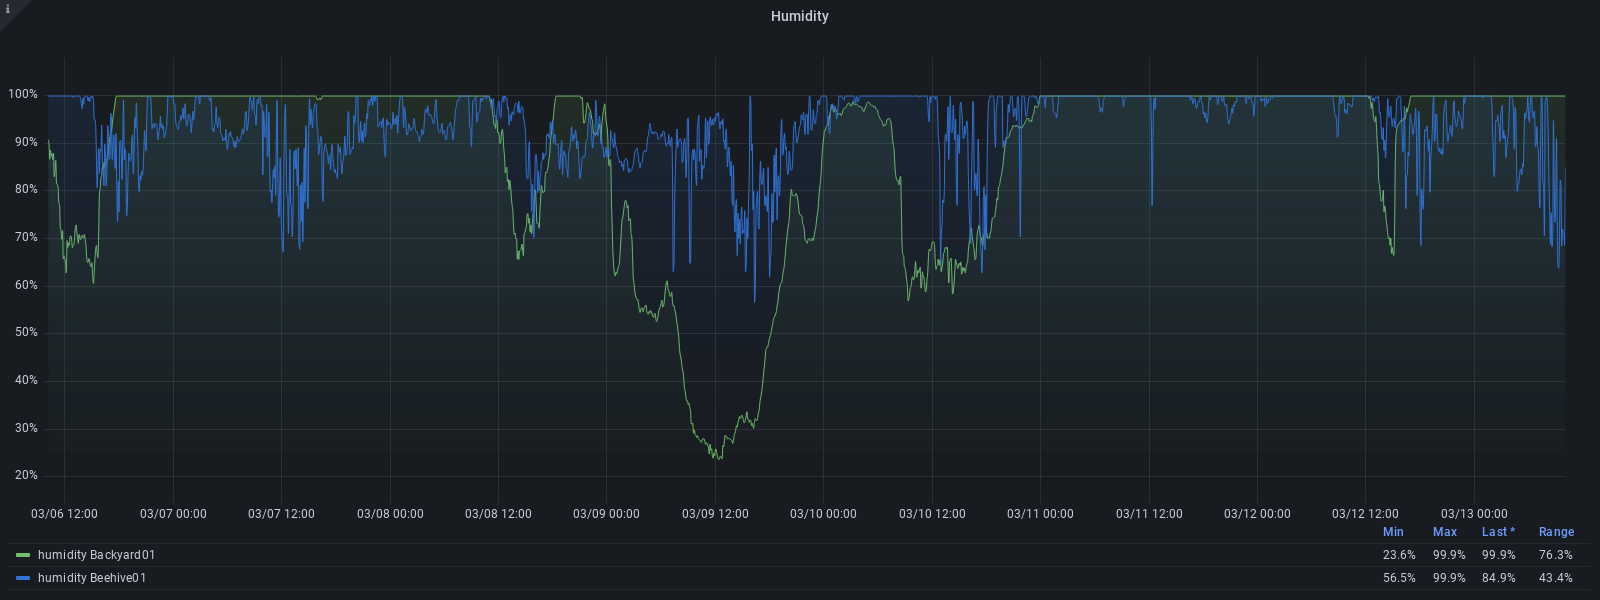 i
Humidity
100%
90%
80%
70%
60%
50%
40%
30%
20%
03/06 12:00 03/07 00:00 03/07 12:00 03/08 00:00 03/08 12:00 03/09 00:00 03/09 12:00 03/10 00:00 03/10 12:00 03/11 00:00 03/11 12:00 03/12 00:00 03/12 12:00 03/13 00:00
Min Max Last * Range
humidity Backyard01 23.6% 99.9% 99.9% 76.3%
humidity Beehive01 56.5% 99.9% 84.9% 43.4%